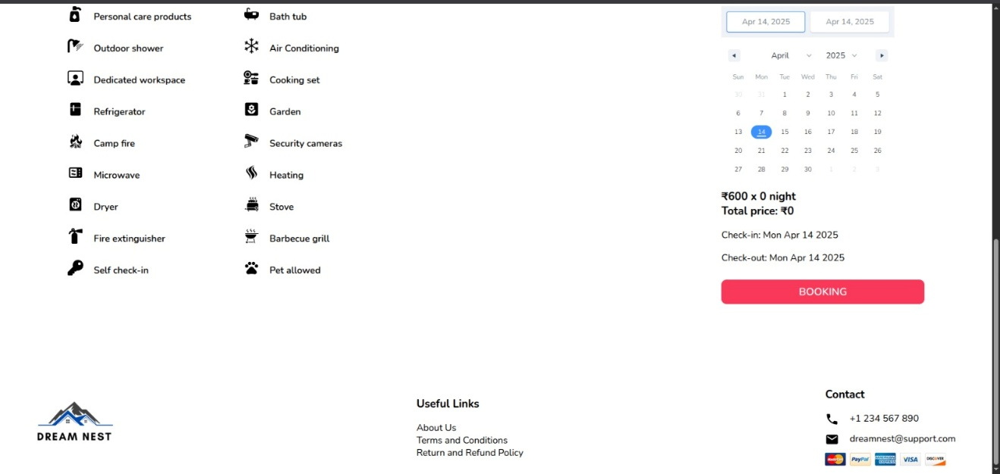 Personal care products
Bath tub
Outdoor shower
Air Conditioning
Dedicated workspace
Cooking set
Refrigerator
Garden
Camp fire
Security cameras
Microwave
Heating
Dryer
Stove
Fire extinguisher
Barbecue grill
Self check-in
Pet allowed
Apr 14, 2025 Apr 14, 2025
April 2025
Sun Mon Tue Wed Thu Fri Sat
30 31 1 2 3 4 5
6 7 8 9 10 11 12
13 14 15 16 17 18 19
20 21 22 23 24 25 26
27 28 29 30 1 2 3
₹600 x 0 night
Total price: ₹0
Check-in: Mon Apr 14 2025
Check-out: Mon Apr 14 2025
BOOKING
DREAM NEST
Useful Links
About Us
Terms and Conditions
Return and Refund Policy
Contact
+1 234 567 890
dreamnest@support.com
MasterCard PayPal AMERICAN EXPRESS VISA DISCOVER